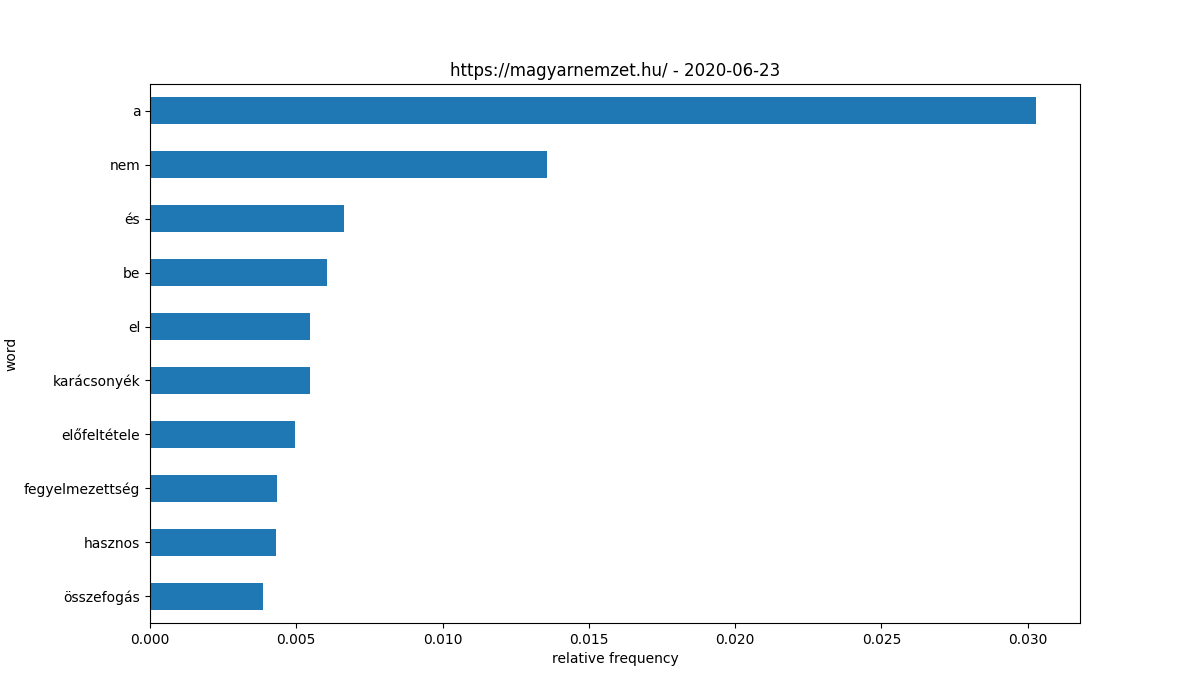 https://magyarnemzet.hu/ - 2020-06-23
a
nem
és
be
el
karácsonyék
előfeltétele
fegyelmezettség
hasznos
összefogás
word
0.000 0.005 0.010 0.015 0.020 0.025 0.030
relative frequency